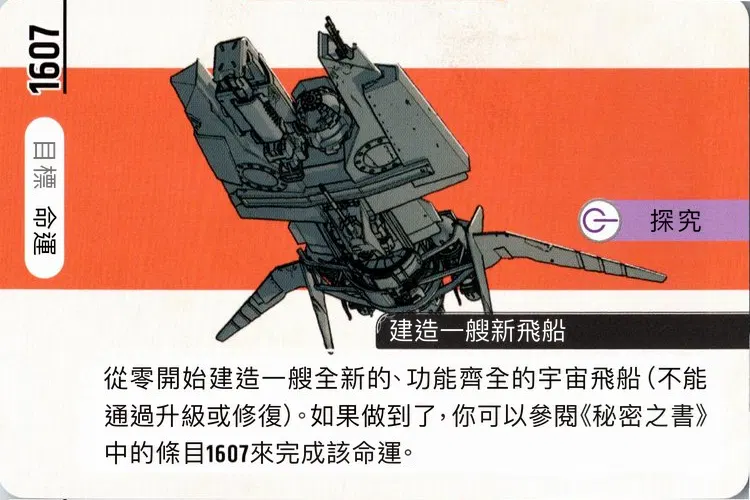 1607
目標 命運
探究
建造一艘新飛船
從零開始建造一艘全新的、功能齊全的宇宙飛船(不能
通過升級或修復)。如果做到了,你可以參閱《秘密之書》
中的條目1607來完成該命運。